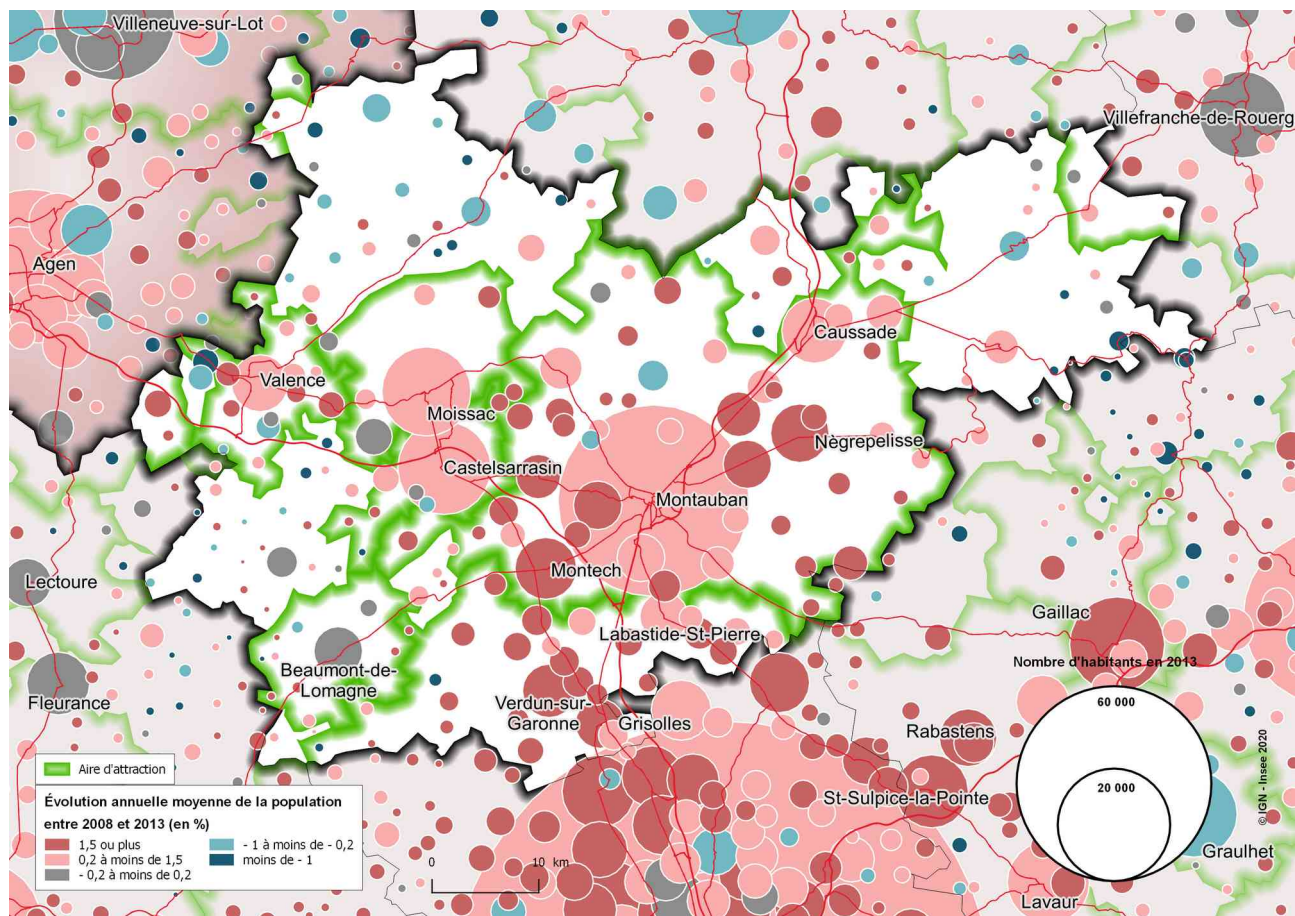 Villeneuve-sur-Lot
Villefranche-de-Rouerg
Agen
Caussade
Valence
Moissac
Nègrepelisse
Castelsarrasin
Montauban
Montech
Lectoure
Gaillac
Labastide-St-Pierre
Beaumont-de-
Lomagne
Fleurance
Verdun-sur-
Garonne
Grisolles
Rabastens
St-Sulpice-la-Pointe
Graulhet
Lavaur
Nombre d'habitants en 2013
60 000
20 000
© IGN - Insee 2020
Aire d'attraction
Évolution annuelle moyenne de la population
entre 2008 et 2013 (en %)
1,5 ou plus
0,2 à moins de 1,5
- 0,2 à moins de 0,2
- 1 à moins de - 0,2
moins de - 1
0 10 km